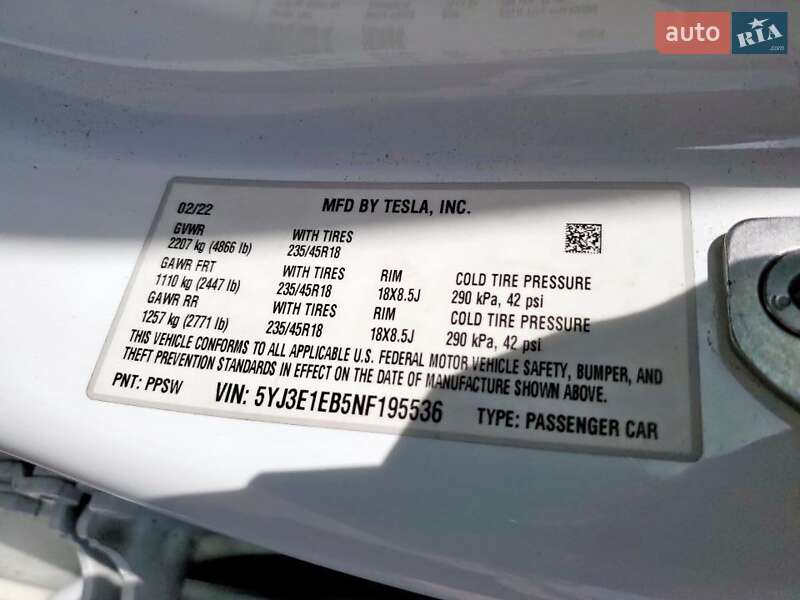 auto RIA.com
02/22 MFD BY TESLA, INC.
GVWR
2207 kg (4866 lb) WITH TIRES 235/45R18
GAWR FRT
1110 kg (2447 lb) WITH TIRES 235/45R18 RIM 18X8.5J COLD TIRE PRESSURE 290 kPa, 42 psi
GAWR RR
1257 kg (2771 lb) WITH TIRES 235/45R18 RIM 18X8.5J COLD TIRE PRESSURE 290 kPa, 42 psi
THIS VEHICLE CONFORMS TO ALL APPLICABLE U.S. FEDERAL MOTOR VEHICLE SAFETY, BUMPER, AND
THEFT PREVENTION STANDARDS IN EFFECT ON THE DATE OF MANUFACTURE SHOWN ABOVE.
PNT: PPSW VIN: 5YJ3E1EB5NF195536 TYPE: PASSENGER CAR